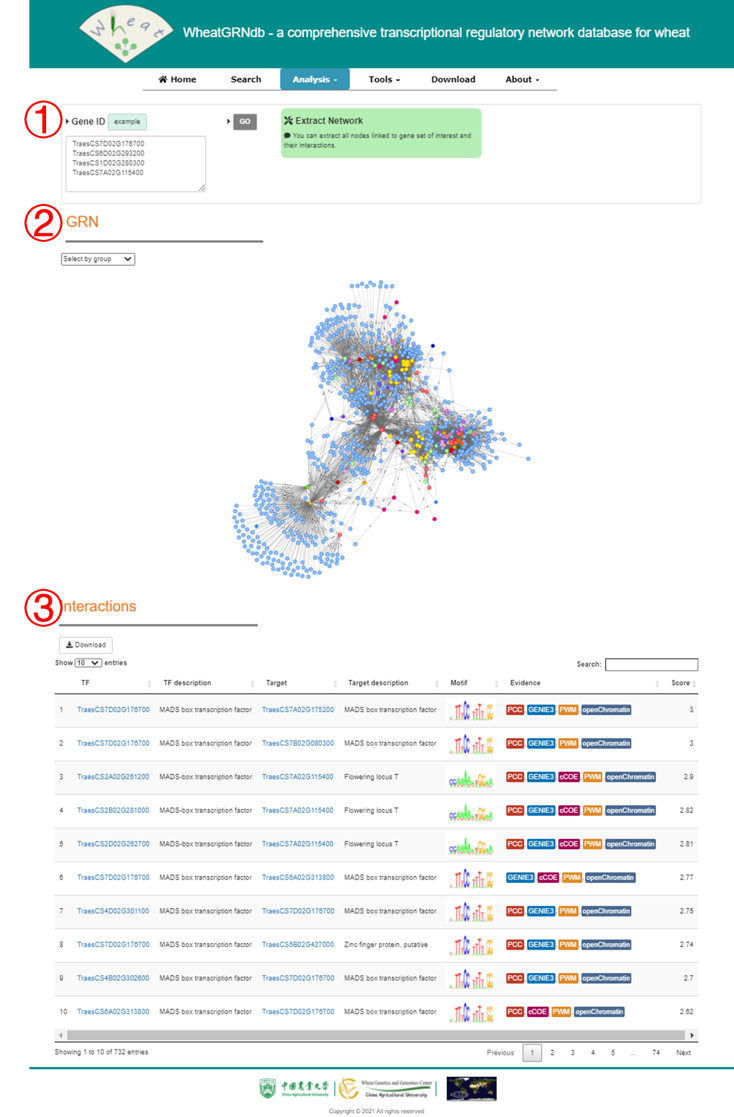 Wheat
WheatGRNdb - a comprehensive transcriptional regulatory network database for wheat
Home Search Analysis Tools Download About
1 Gene ID example GO
TraesCS7D02G176700
TraesCS6D02G293200
TraesCS1D02G280300
TraesCS7A02G115400
Extract Network
You can extract all nodes linked to gene set of interest and
their interactions.
2 GRN
Select by group
3 Interactions
Download
Show 10 entries Search:
TF TF description Target Target description Motif Evidence Score
1 TraesCS7D02G176700 MADS box transcription factor TraesCS7A02G175200 MADS box transcription factor PCC GENIE3 PWM openChromatin 3
2 TraesCS7D02G176700 MADS box transcription factor TraesCS7B02G080300 MADS box transcription factor PCC GENIE3 PWM openChromatin 3
3 TraesCS2A02G261200 MADS-box transcription factor TraesCS7A02G115400 Flowering locus T PCC GENIE3 cCOE PWM openChromatin 2.9
4 TraesCS2B02G281000 MADS-box transcription factor TraesCS7A02G115400 Flowering locus T PCC GENIE3 cCOE PWM openChromatin 2.82
5 TraesCS2D02G262700 MADS-box transcription factor TraesCS7A02G115400 Flowering locus T PCC GENIE3 cCOE PWM openChromatin 2.81
6 TraesCS7D02G176700 MADS box transcription factor TraesCS6A02G313800 MADS box transcription factor GENIE3 cCOE PWM openChromatin 2.77
7 TraesCS4D02G301100 MADS box transcription factor TraesCS7D02G176700 MADS box transcription factor PCC GENIE3 PWM openChromatin 2.75
8 TraesCS7D02G176700 MADS box transcription factor TraesCS5B02G427000 Zinc finger protein, putative PCC GENIE3 PWM openChromatin 2.74
9 TraesCS4B02G302600 MADS box transcription factor TraesCS7D02G176700 MADS box transcription factor PCC GENIE3 PWM openChromatin 2.7
10 TraesCS6A02G313800 MADS box transcription factor TraesCS7D02G176700 MADS box transcription factor PCC cCOE PWM openChromatin 2.62
Showing 1 to 10 of 732 entries Previous 1 2 3 4 5 ... 74 Next
中国农业大学
China Agricultural University
Wheat Genetics and Genomics Center
China Agricultural University
Copyright © 2021 All rights reserved